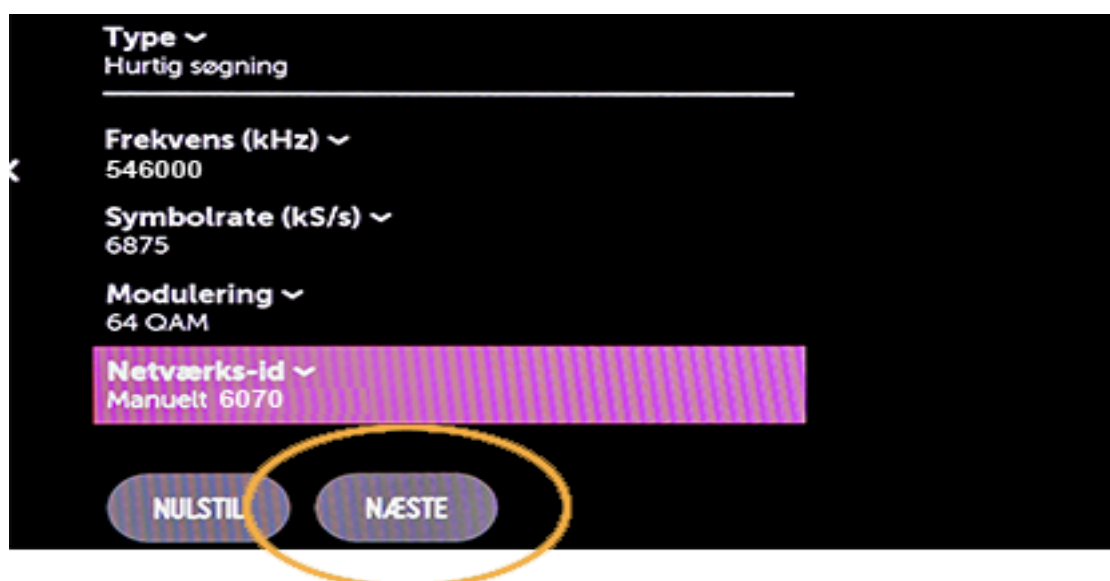 Type
Hurtig søgning
Frekvens (kHz)
546000
Symbolrate (kS/s)
6875
Modulering
64 QAM
Netværks-id
Manuelt 6070
NULSTIL
NÆSTE